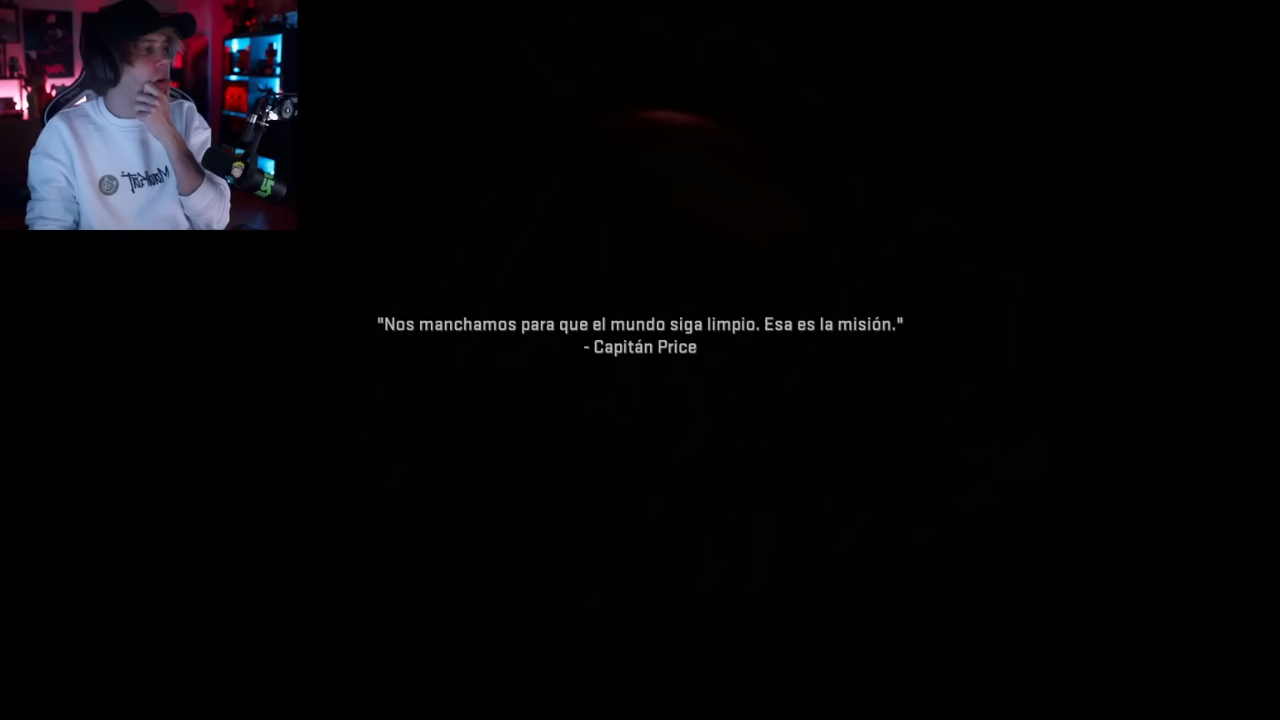 "Nos manchamos para que el mundo siga limpio. Esa es la misión."
- Capitán Price